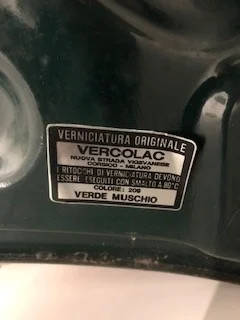 VERNICIATURA ORIGINALE
VERCOLAC
NUOVA STRADA VIGEVANESE
CORSICO - MILANO
I RITOCCHI DI VERNICIATURA DEVONO
ESSERE ESEGUITI CON SMALTO A 80°C
COLORE: 209
VERDE MUSCHIO